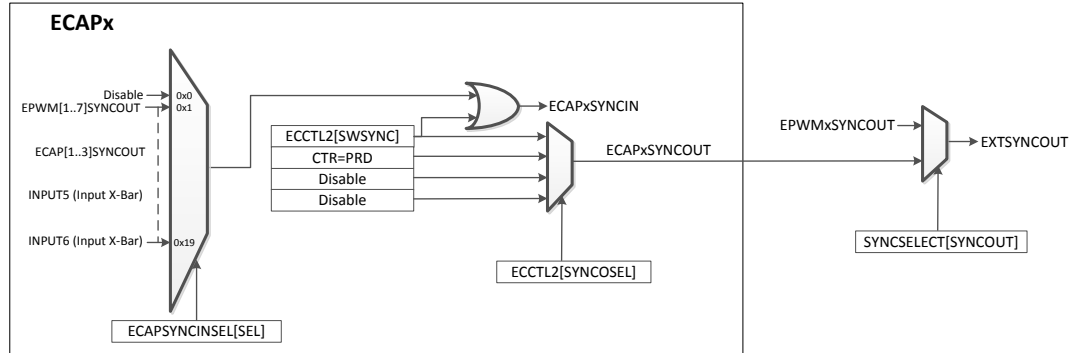 ECAPx
Disable
0x0
EPWM[1..7]SYNCOUT
0x1
ECAPxSYNCIN
EPWMxSYNCOUT
ECCTL2[SWSYNC]
EXTSYNCOUT
ECAP[1..3]SYNCOUT
CTR=PRD
ECAPxSYNCOUT
Disable
INPUT5 (Input X-Bar)
Disable
INPUT6 (Input X-Bar)
0x19
SYNCSELECT[SYNCOUT]
ECCTL2[SYNCOSEL]
ECAPSYNCINSEL[SEL]